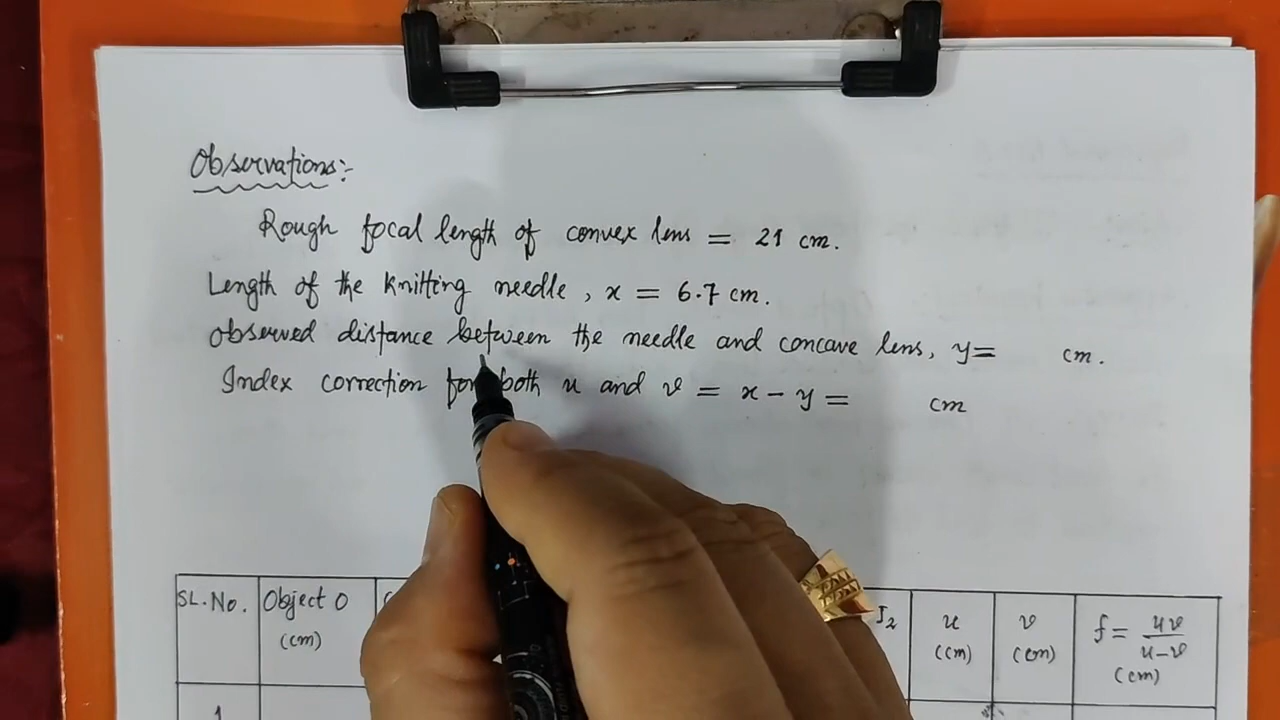 Observations:-
Rough focal length of convex lens = 21 cm.
Length of the knitting needle, x = 6.7 cm.
Observed distance between the needle and concave lens, y= cm.
Index correction for both u and v = x - y = cm
SL. No. Object O (cm) I2 u (cm) v (cm) f = uv/u-v (cm)
1